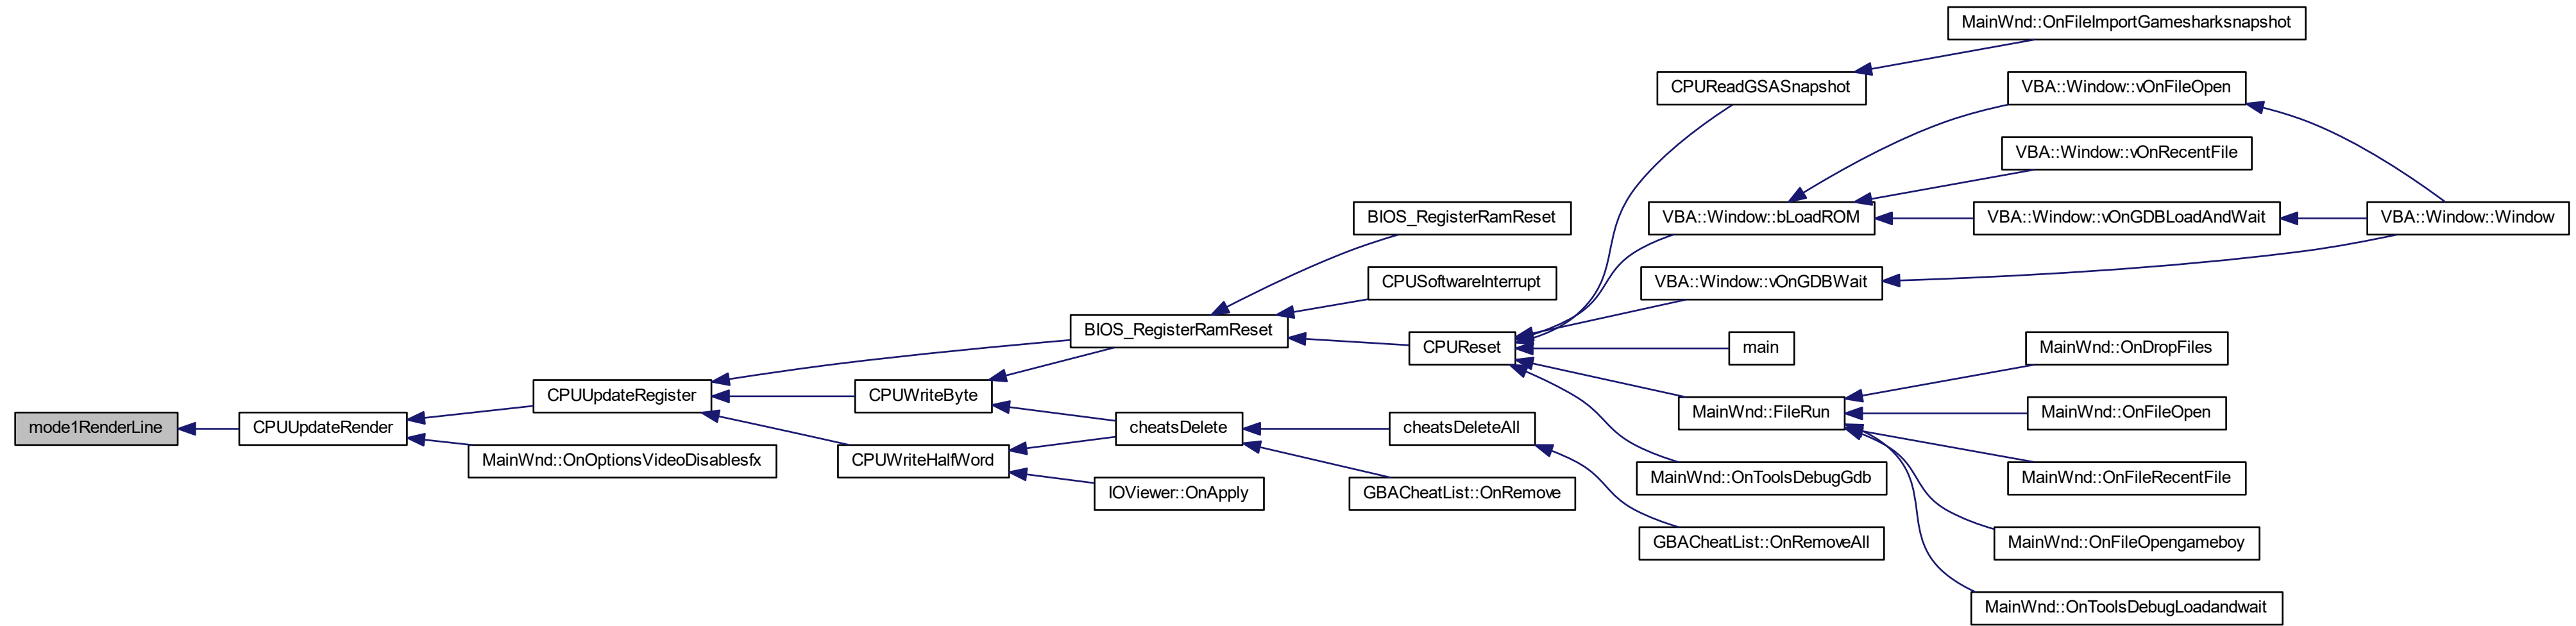 MainWnd::OnFileImportGamesharksnapshot
CPUReadGSASnapshot
VBA::Window::vOnFileOpen
VBA::Window::vOnRecentFile
BIOS_RegisterRamReset
VBA::Window::bLoadROM
VBA::Window::vOnGDBLoadAndWait
VBA::Window::Window
CPUSoftwareInterrupt
VBA::Window::vOnGDBWait
BIOS_RegisterRamReset
CPUReset
main
MainWnd::OnDropFiles
CPUUpdateRegister
CPUWriteByte
MainWnd::FileRun
MainWnd::OnFileOpen
mode1RenderLine
CPUUpdateRender
cheatsDelete
cheatsDeleteAll
MainWnd::OnOptionsVideoDisablesfx
CPUWriteHalfWord
MainWnd::OnToolsDebugGdb
MainWnd::OnFileRecentFile
IOViewer::OnApply
GBACheatList::OnRemove
GBACheatList::OnRemoveAll
MainWnd::OnFileOpengameboy
MainWnd::OnToolsDebugLoadandwait